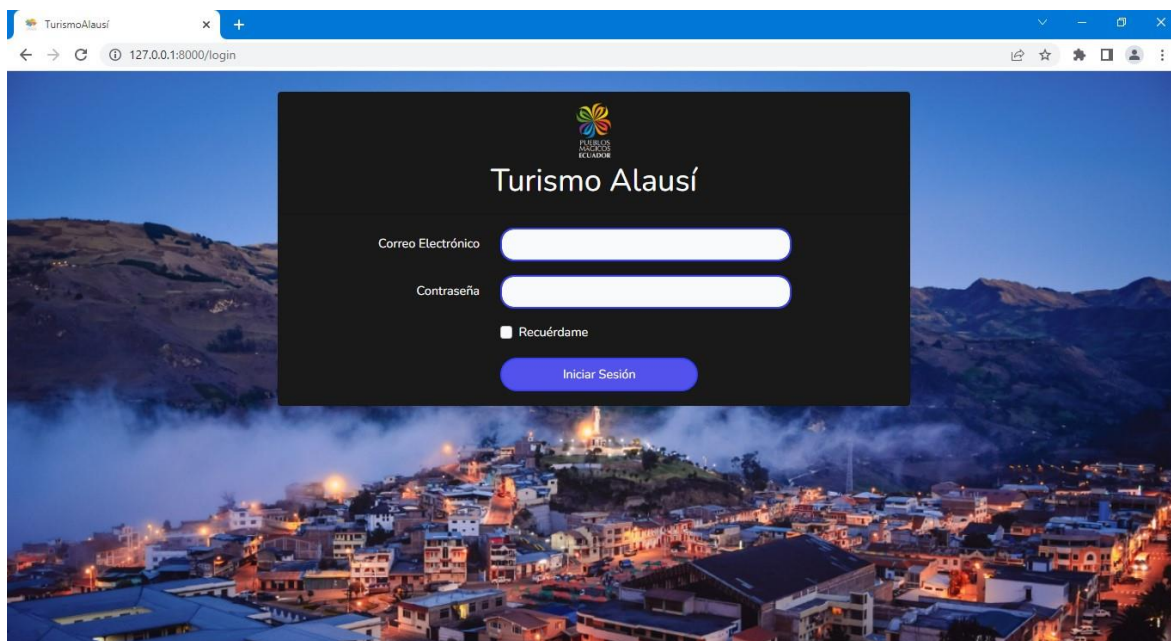 TurismoAlausí
127.0.0.1:8000/login
PUEBLOS
MÁGICOS
ECUADOR
Turismo Alausí
Correo Electrónico
Contraseña
Recuérdame
Iniciar Sesión